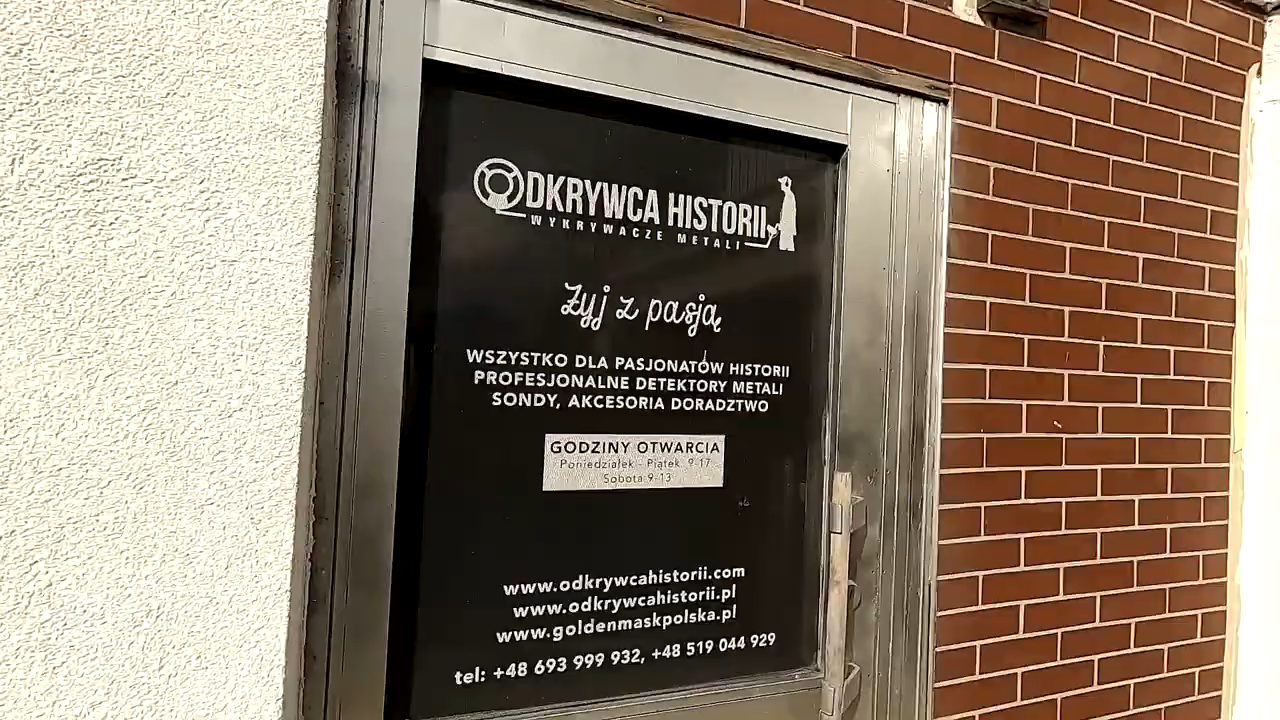 ODKRYWCA HISTORII
WYKRYWACZE METALI
Żyj z pasją
WSZYSTKO DLA PASJONATÓW HISTORII
PROFESJONALNE DETEKTORY METALI
SONDY, AKCESORIA DORADZTWO
GODZINY OTWARCIA
Poniedziałek - Piątek 9-17
Sobota 9-13
www.odkrywcahistorii.com
www.odkrywcahistorii.pl
www.goldenmaskpolska.pl
tel: +48 693 999 932, +48 519 044 929